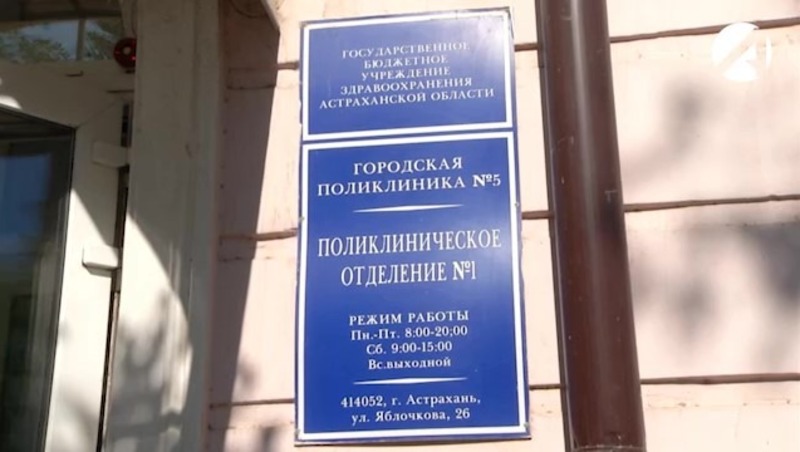 ГОСУДАРСТВЕННОЕ
БЮДЖЕТНОЕ
УЧРЕЖДЕНИЕ
ЗДРАВООХРАНЕНИЯ
АСТРАХАНСКОЙ ОБЛАСТИ
ГОРОДСКАЯ
ПОЛИКЛИНИКА №5
ПОЛИКЛИНИЧЕСКОЕ
ОТДЕЛЕНИЕ №1
РЕЖИМ РАБОТЫ
Пн.-Пт. 8:00-20;00
Сб. 9:00-15:00
Вс.выходной
414052, г. Астрахань,
ул. Яблочкова, 26